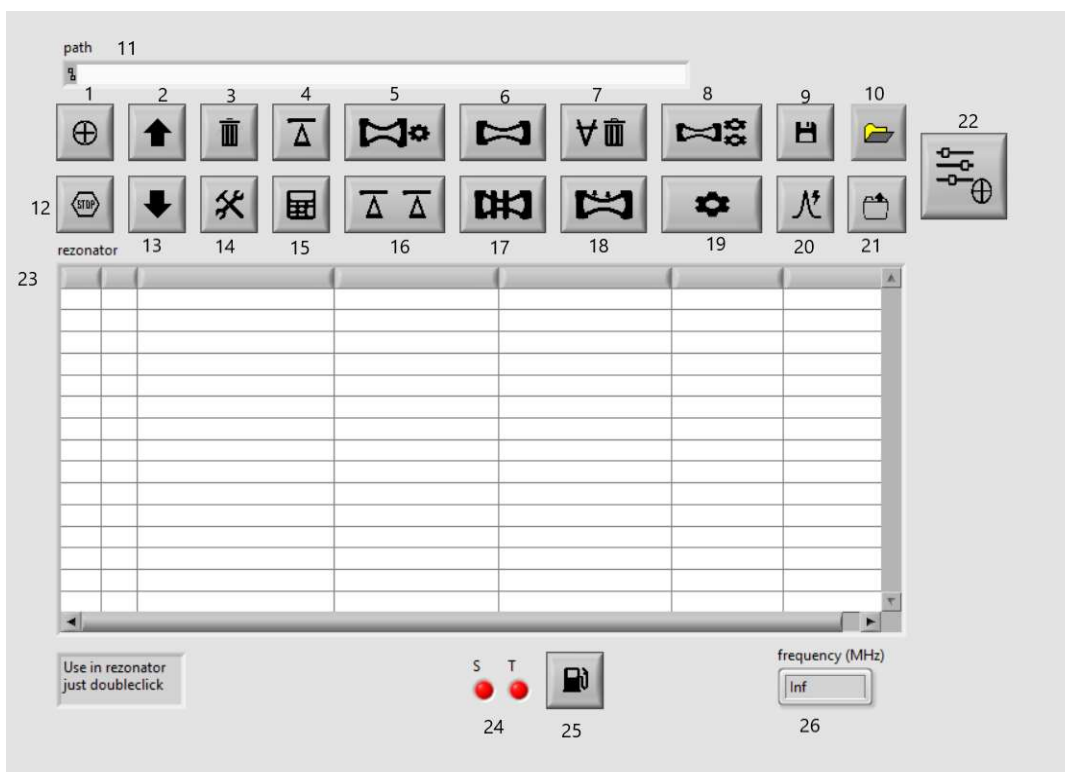 path 11
1 2 3 4 5 6 7 8 9 10
22
STOP
12
13 14 15 16 17 18 19 20 21
rezonator
23
Use in rezonator
just doubleclick
S T
frequency (MHz)
Inf
24 25 26